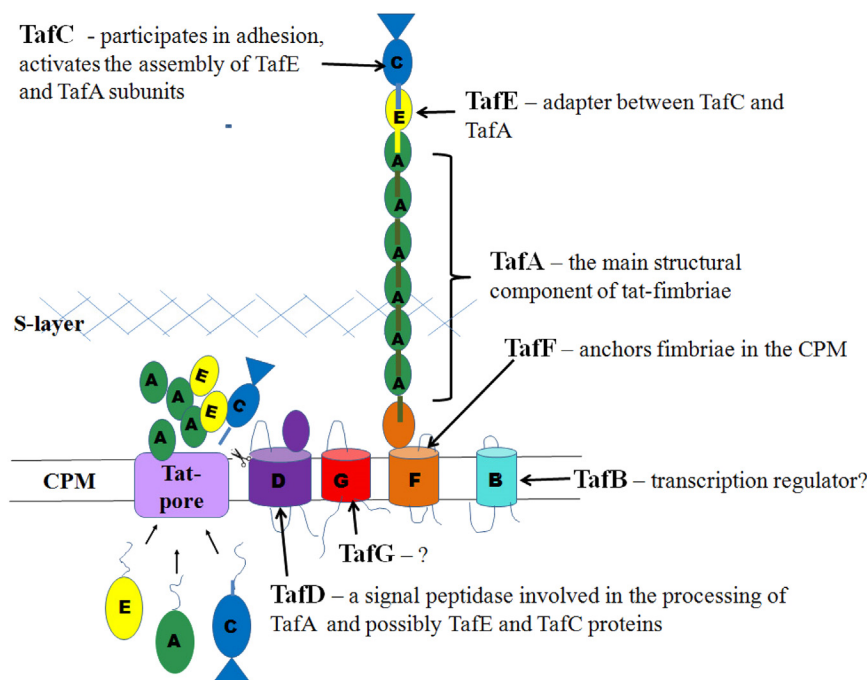 TafC - participates in adhesion,
activates the assembly of TafE
and TafA subunits
C
E
TafE – adapter between TafC and
TafA
A
A
A
A
A
A
TafA – the main structural
component of tat-fimbriae
S-layer
TafF – anchors fimbriae in the CPM
A
A
A
A
E
E
C
CPM
Tat-
pore
D
G
F
B
TafB – transcription regulator?
TafG – ?
TafD – a signal peptidase involved in the processing of
TafA and possibly TafE and TafC proteins
E
A
C